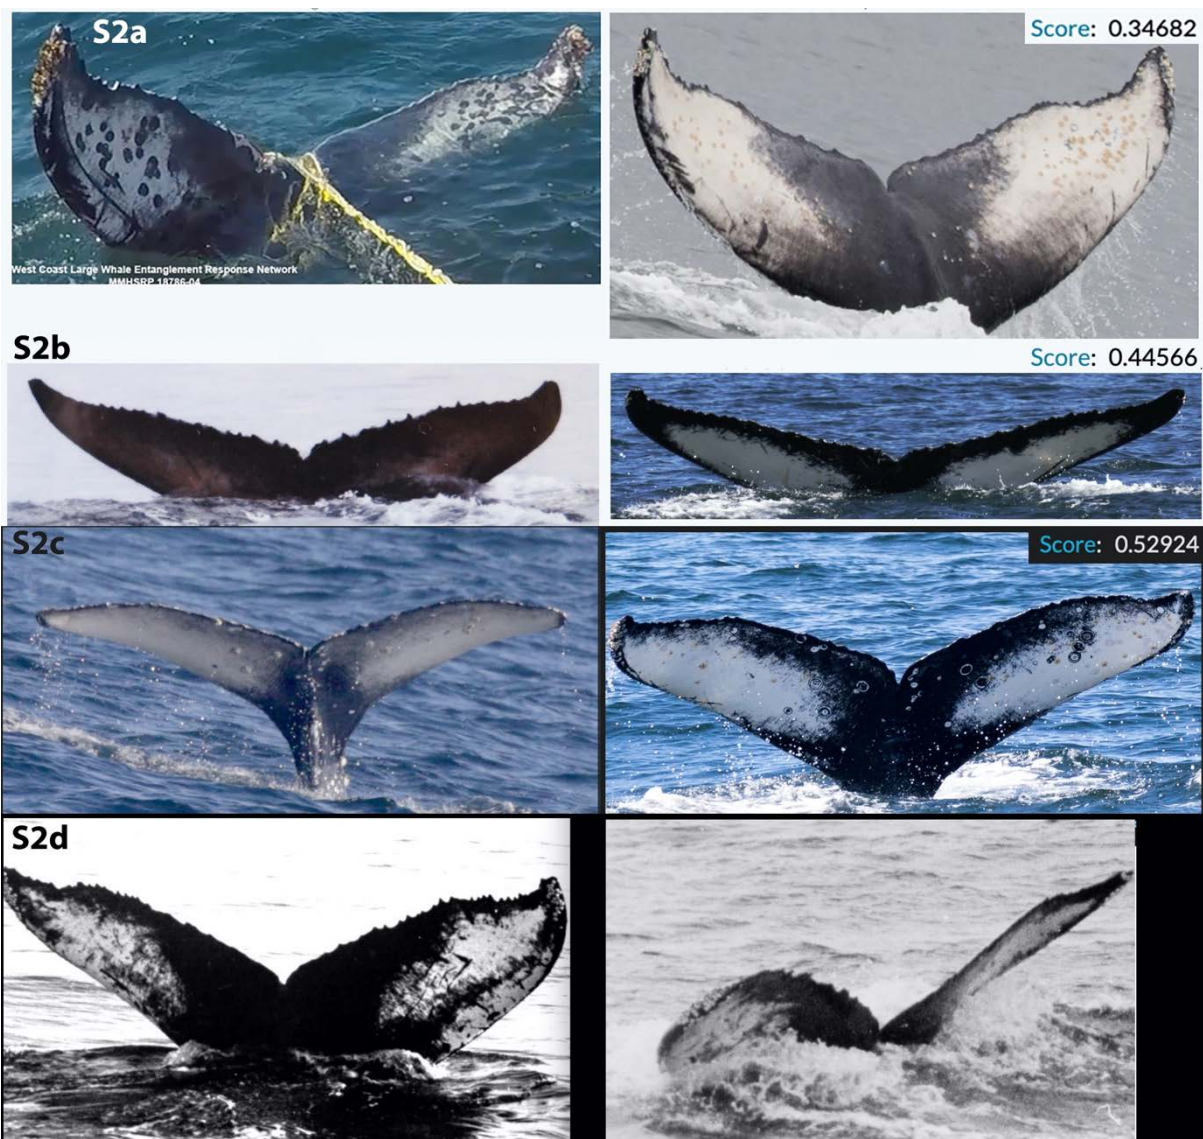 S2a
Score: 0.34682
West Coast Large Whale Entanglement Response Network
MMHSRP 18786-04
S2b
Score: 0.44566
S2c
Score: 0.52924
S2d